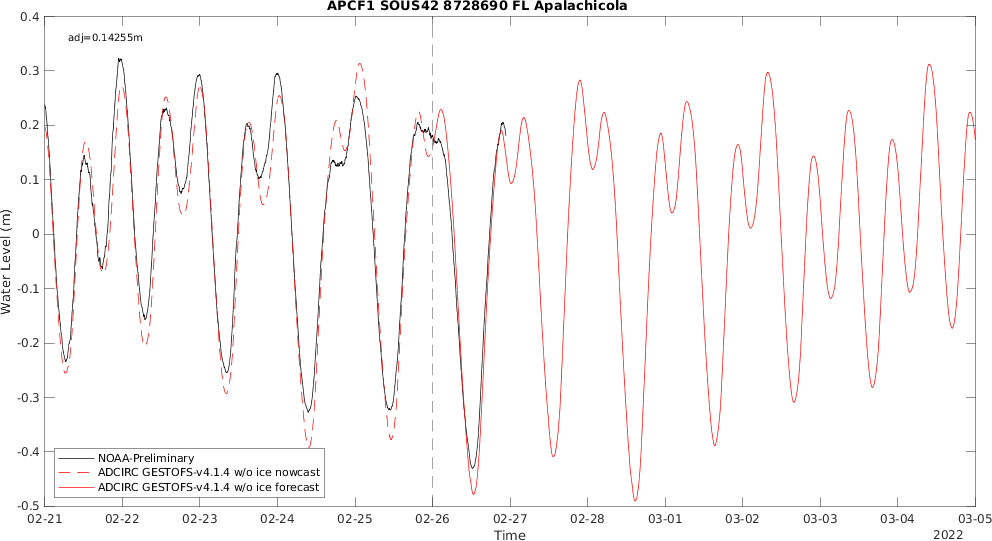 APCF1 SOUS42 8728690 FL Apalachicola
adj=0.14255m
0.4
0.3
0.2
0.1
0
-0.1
-0.2
-0.3
-0.4
-0.5
Water Level (m)
NOAA-Preliminary
ADCIRC GESTOFS-v4.1.4 w/o ice nowcast
ADCIRC GESTOFS-v4.1.4 w/o ice forecast
02-21 02-22 02-23 02-24 02-25 02-26 02-27 02-28 03-01 03-02 03-03 03-04 03-05
Time
2022